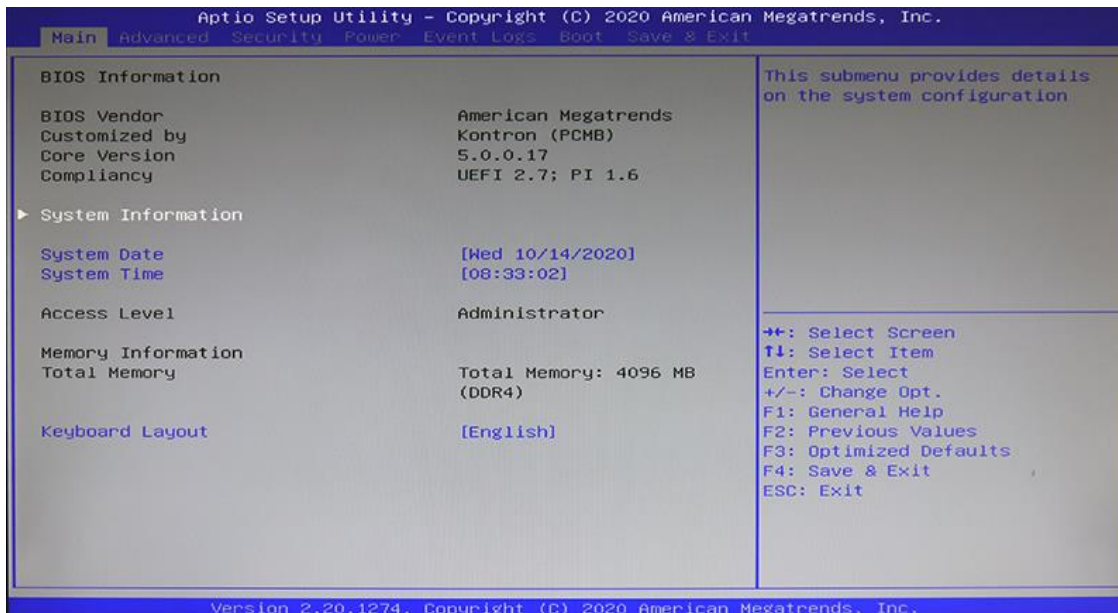 Aptio Setup Utility – Copyright (C) 2020 American Megatrends, Inc.
Main Advanced Security Power Event Logs Boot Save & Exit
BIOS Information
BIOS Vendor American Megatrends
Customized by Kontron (PCMB)
Core Version 5.0.0.17
Compliancy UEFI 2.7; PI 1.6
► System Information
System Date [Wed 10/14/2020]
System Time [08:33:02]
Access Level Administrator
Memory Information
Total Memory Total Memory: 4096 MB
(DDR4)
Keyboard Layout [English]
This submenu provides details
on the system configuration
→←: Select Screen
↑↓: Select Item
Enter: Select
+/-: Change Opt.
F1: General Help
F2: Previous Values
F3: Optimized Defaults
F4: Save & Exit
ESC: Exit
Version 2.20.1274. Copyright (C) 2020 American Megatrends, Inc.